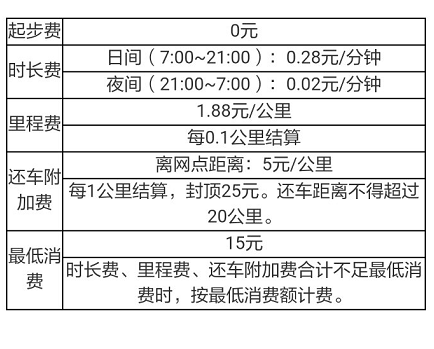 起步费
0元
时长费
日间（7:00~21:00）：0.28元/分钟
夜间（21:00~7:00）：0.02元/分钟
里程费
1.88元/公里
每0.1公里结算
还车附
加费
离网点距离：5元/公里
每1公里结算，封顶25元。还车距离不得超过
20公里。
最低消
费
15元
时长费、里程费、还车附加费合计不足最低消
费时，按最低消费额计费。